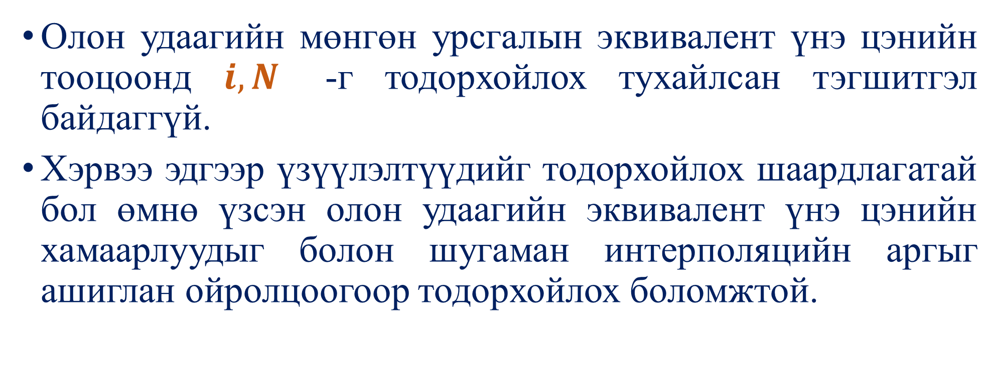 • Олон удаагийн мөнгөн урсгалын эквивалент үнэ цэнийн
тооцоонд i, N -г тодорхойлох тухайлсан тэгшитгэл
байдаггүй.
• Хэрвээ эдгээр үзүүлэлтүүдийг тодорхойлох шаардлагатай
бол өмнө үзсэн олон удаагийн эквивалент үнэ цэнийн
хамаарлуудыг болон шугаман интерполяцийн аргыг
ашиглан ойролцоогоор тодорхойлох боломжтой.